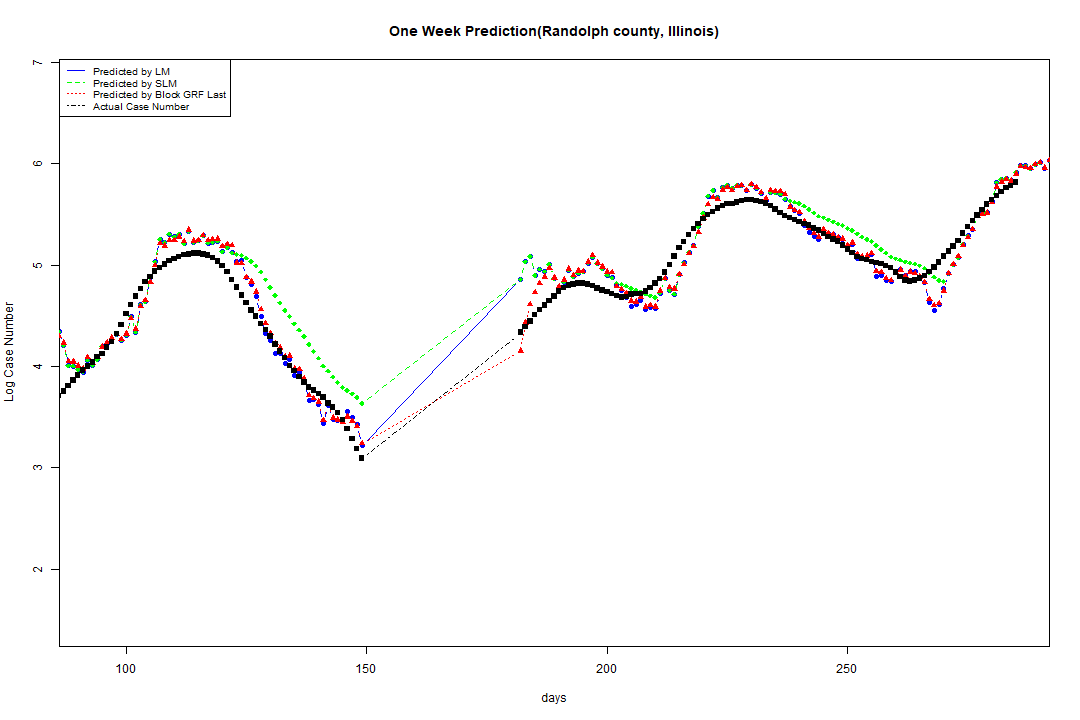 One Week Prediction(Randolph county, Illinois)
Predicted by LM
Predicted by SLM
Predicted by Block GRF Last
Actual Case Number
7
6
5
4
3
2
Log Case Number
100 150 200 250
days